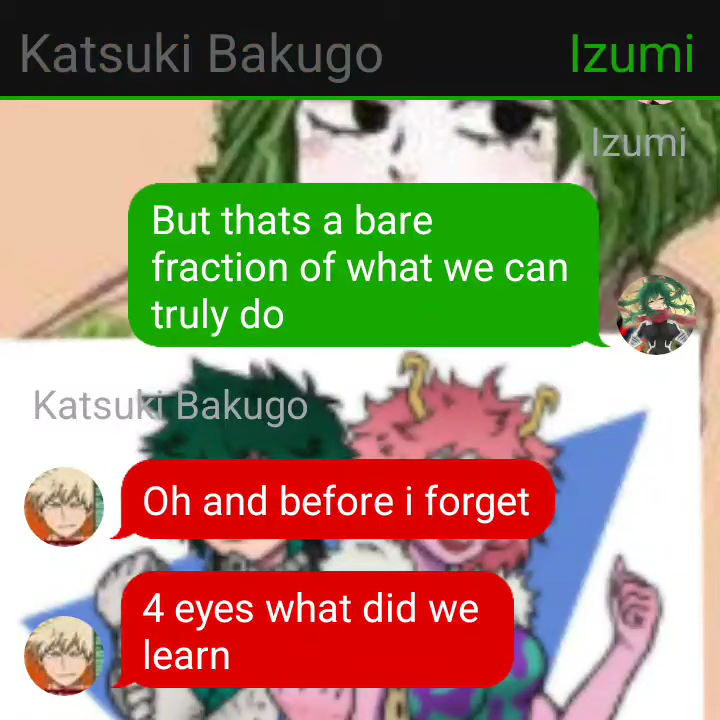 Katsuki Bakugo Izumi
Izumi
But thats a bare
fraction of what we can
truly do
Katsuki Bakugo
Oh and before i forget
4 eyes what did we
learn